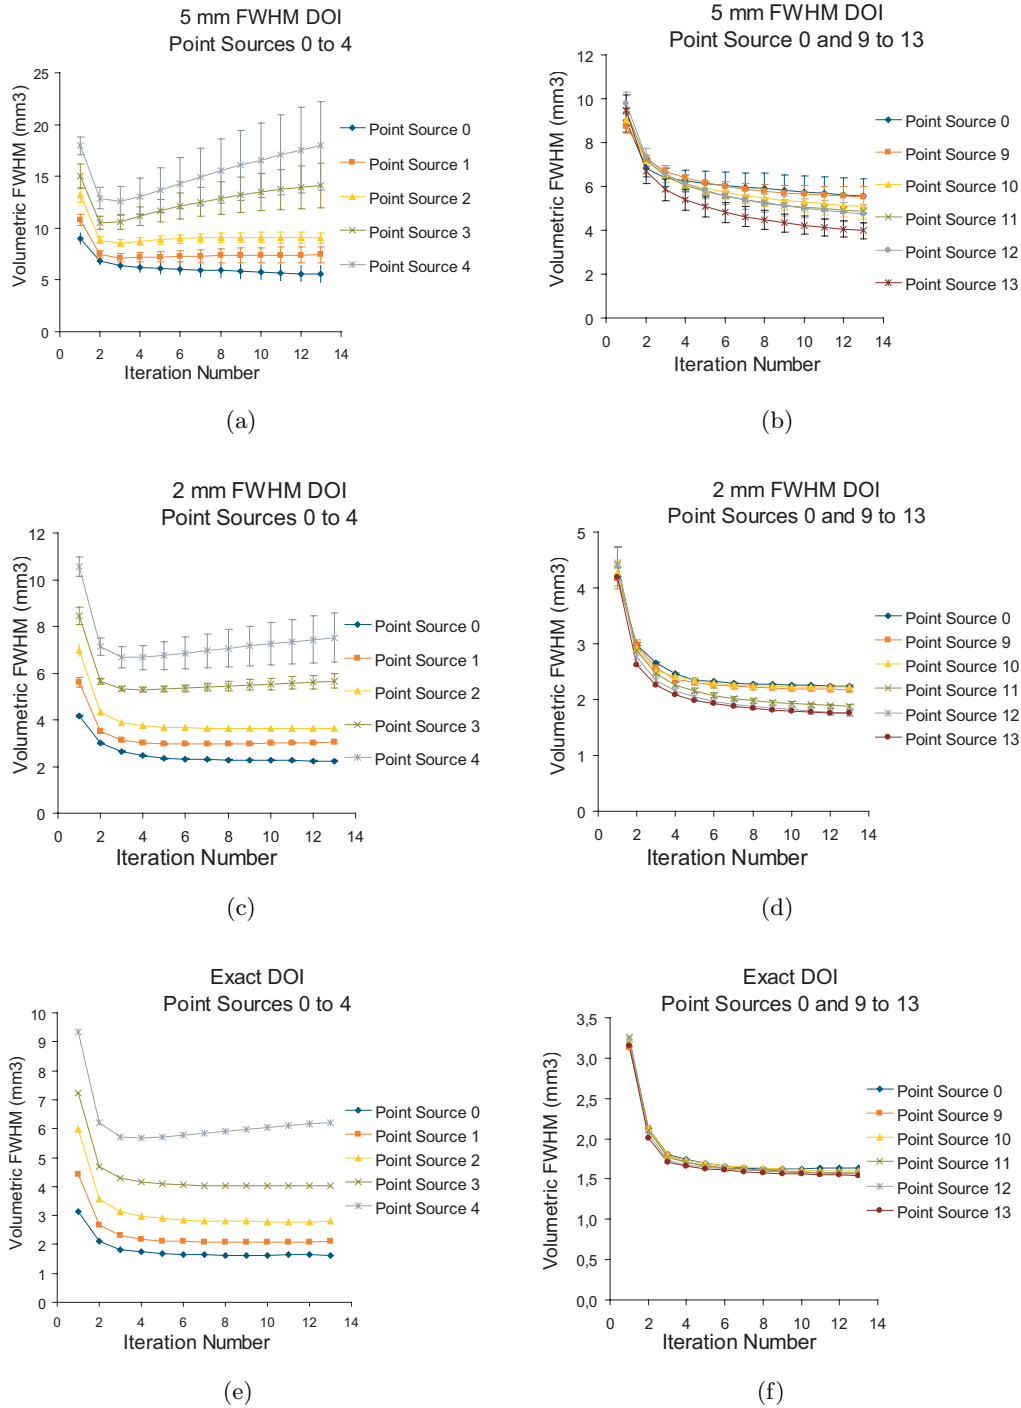 5 mm FWHM DOI
Point Sources 0 to 4
Volumetric FWHM (mm3)
25
20
15
10
5
0
0 2 4 6 8 10 12 14
Iteration Number
Point Source 0
Point Source 1
Point Source 2
Point Source 3
Point Source 4
(a)
5 mm FWHM DOI
Point Source 0 and 9 to 13
Volumetric FWHM (mm3)
12
10
8
6
4
2
0
0 2 4 6 8 10 12 14
Iteration Number
Point Source 0
Point Source 9
Point Source 10
Point Source 11
Point Source 12
Point Source 13
(b)
2 mm FWHM DOI
Point Sources 0 to 4
Volumetric FWHM (mm3)
12
10
8
6
4
2
0
0 2 4 6 8 10 12 14
Iteration Number
Point Source 0
Point Source 1
Point Source 2
Point Source 3
Point Source 4
(c)
2 mm FWHM DOI
Point Sources 0 and 9 to 13
Volumetric FWHM (mm3)
5
4
3
2
1
0
0 2 4 6 8 10 12 14
Iteration Number
Point Source 0
Point Source 9
Point Source 10
Point Source 11
Point Source 12
Point Source 13
(d)
Exact DOI
Point Sources 0 to 4
Volumetric FWHM (mm3)
10
9
8
7
6
5
4
3
2
1
0
0 2 4 6 8 10 12 14
Iteration Number
Point Source 0
Point Source 1
Point Source 2
Point Source 3
Point Source 4
(e)
Exact DOI
Point Sources 0 and 9 to 13
Volumetric FWHM (mm3)
3,5
3,0
2,5
2,0
1,5
1,0
0,5
0,0
0 2 4 6 8 10 12 14
Iteration Number
Point Source 0
Point Source 9
Point Source 10
Point Source 11
Point Source 12
Point Source 13
(f)